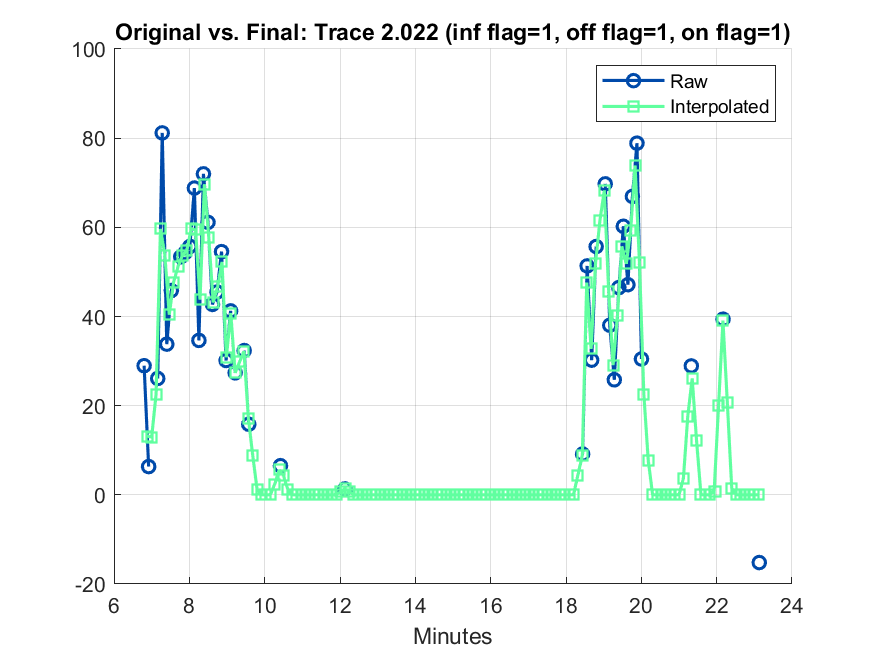 Original vs. Final: Trace 2.022 (inf flag=1, off flag=1, on flag=1)
100
80
60
40
20
0
-20
Raw
Interpolated
6 8 10 12 14 16 18 20 22 24
Minutes